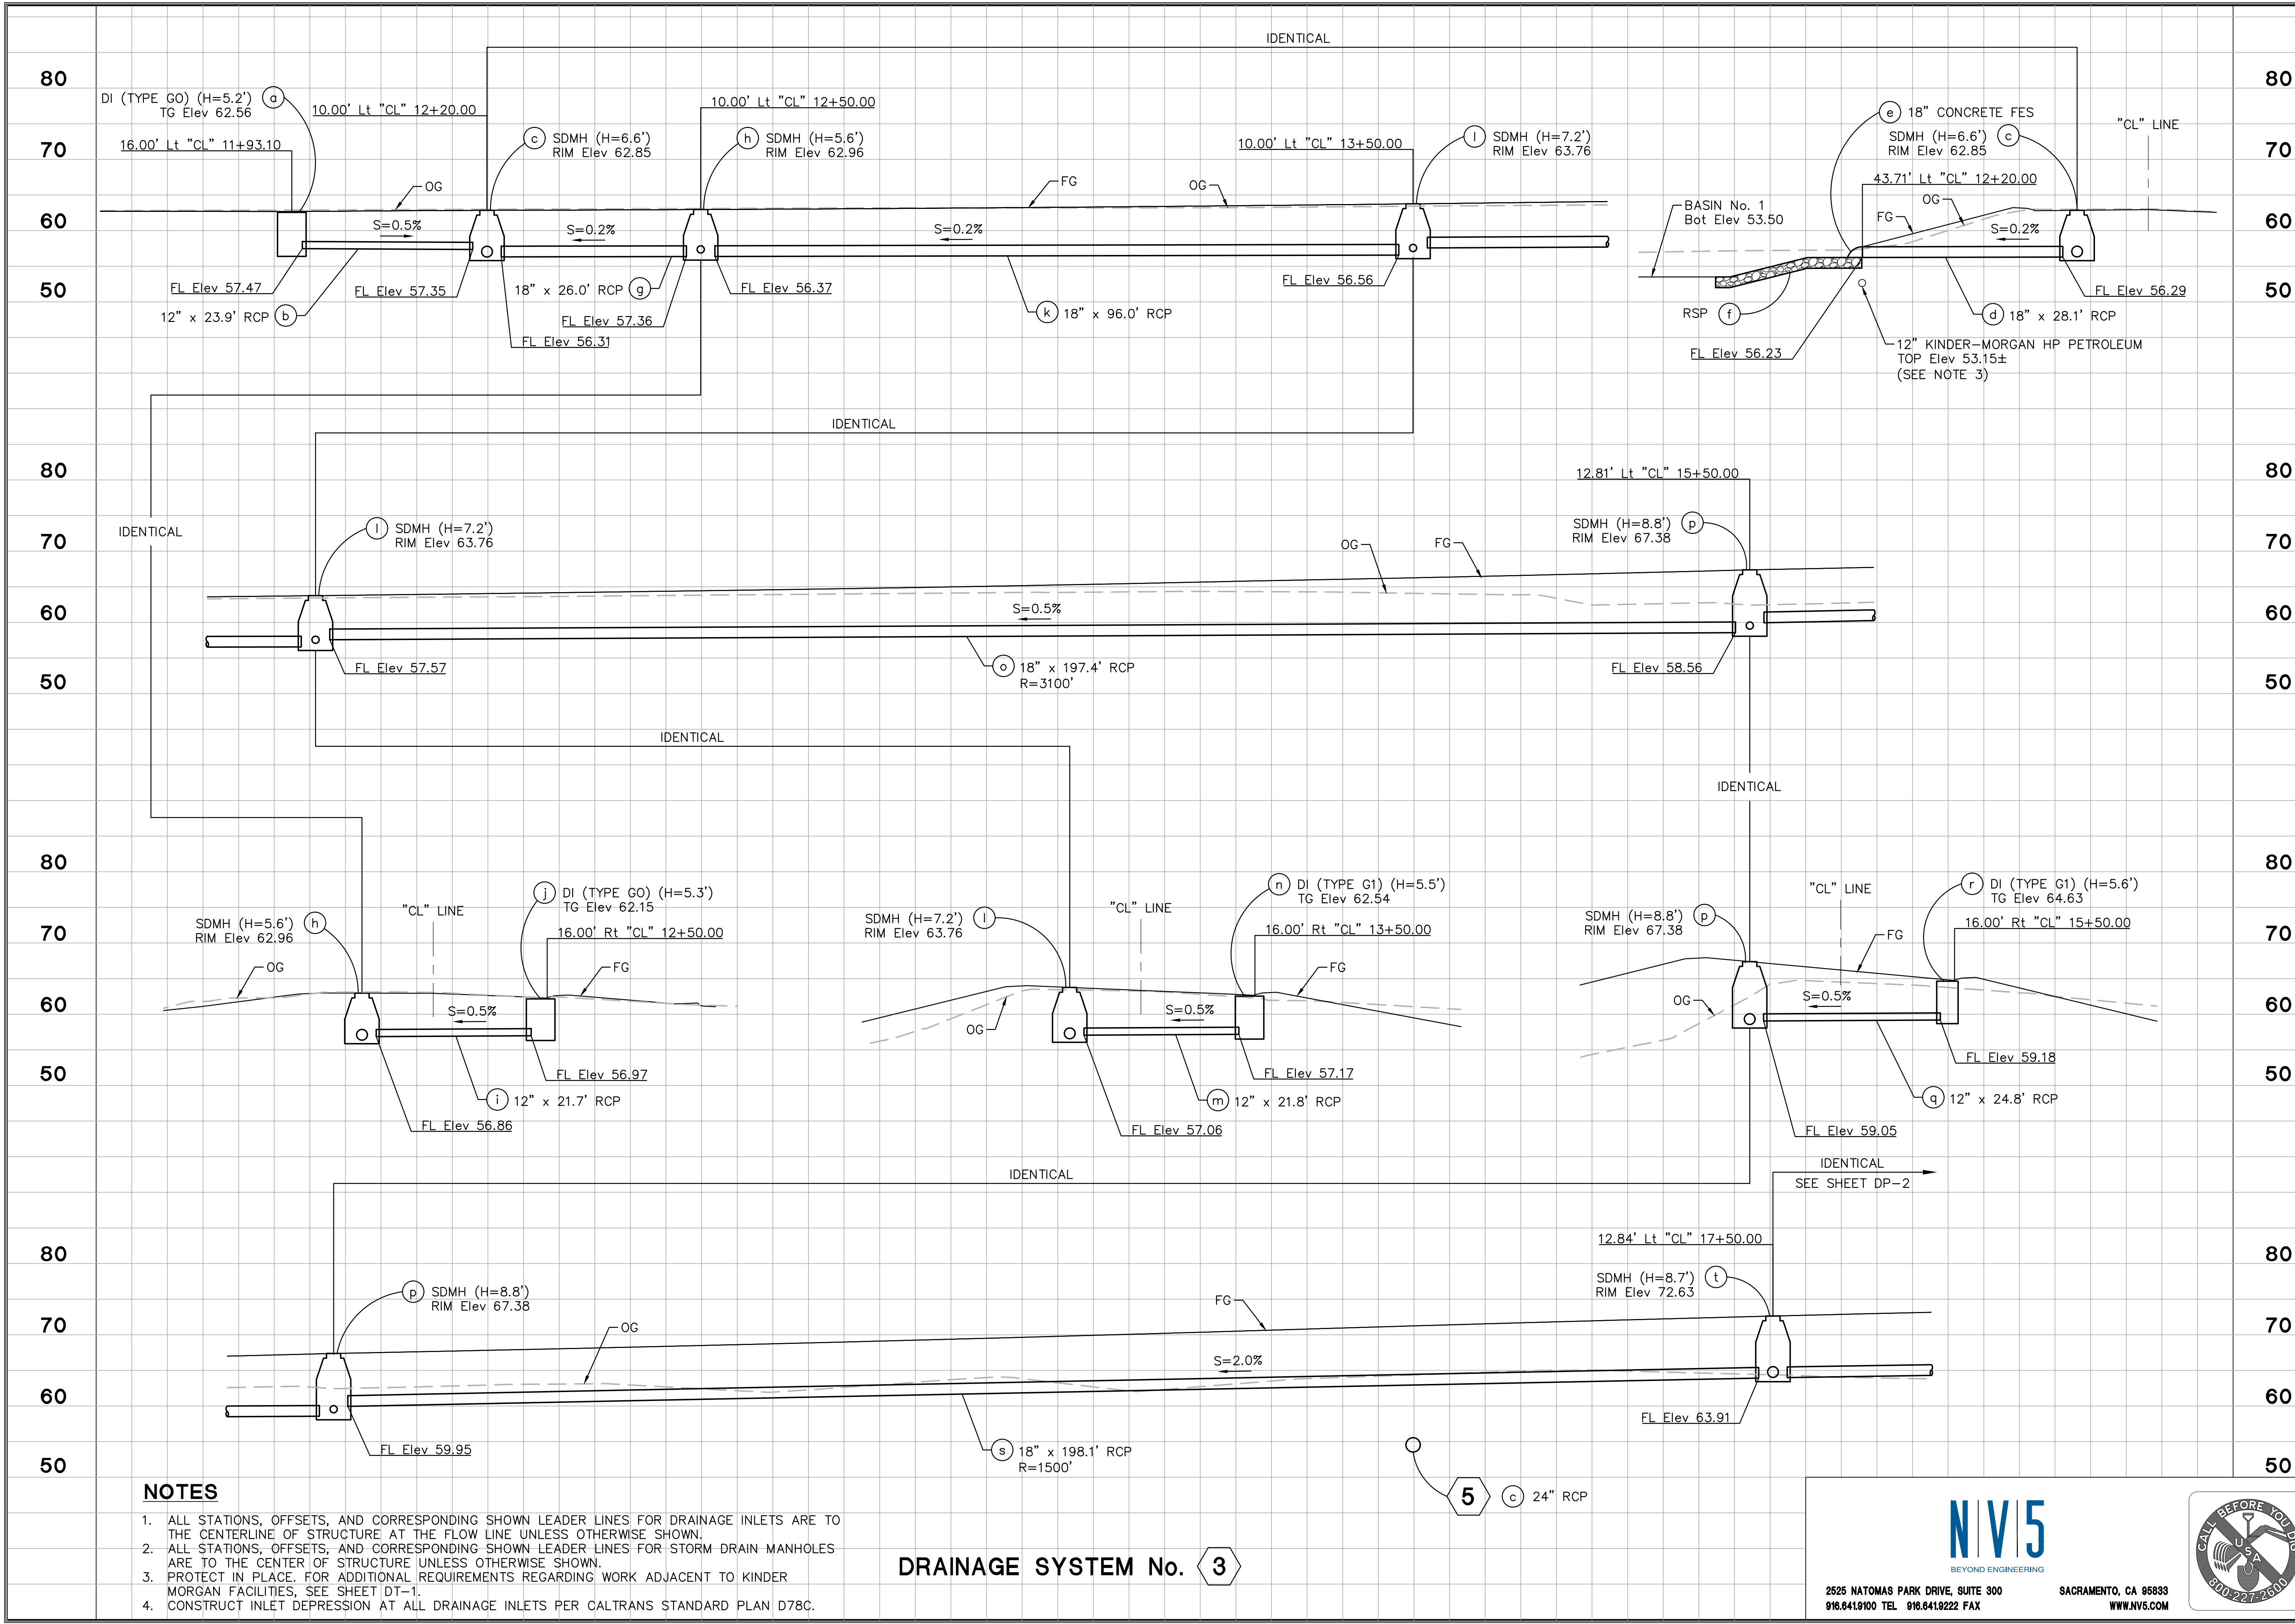 IDENTICAL
80
80
DI (TYPE GO) (H=5.2') a
TG Elev 62.56
10.00' Lt "CL" 12+20.00
10.00' Lt "CL" 12+50.00
e 18" CONCRETE FES
"CL" LINE
16.00' Lt "CL" 11+93.10
c SDMH (H=6.6')
RIM Elev 62.85
h SDMH (H=5.6')
RIM Elev 62.96
10.00' Lt "CL" 13+50.00
l SDMH (H=7.2')
RIM Elev 63.76
SDMH (H=6.6') c
RIM Elev 62.85
70
70
43.71' Lt "CL" 12+20.00
OG
FG
OG
OG
FG
BASIN No. 1
Bot Elev 53.50
60
60
S=0.5%
S=0.2%
S=0.2%
S=0.2%
FL Elev 57.47
FL Elev 57.35
18" x 26.0' RCP g
FL Elev 56.37
FL Elev 56.56
FL Elev 56.29
50
50
12" x 23.9' RCP b
FL Elev 57.36
k 18" x 96.0' RCP
RSP f
d 18" x 28.1' RCP
FL Elev 56.31
FL Elev 56.23
12" KINDER-MORGAN HP PETROLEUM
TOP Elev 53.15±
(SEE NOTE 3)
IDENTICAL
80
80
12.81' Lt "CL" 15+50.00
IDENTICAL
l SDMH (H=7.2')
RIM Elev 63.76
SDMH (H=8.8') p
RIM Elev 67.38
70
70
OG
FG
60
60
S=0.5%
FL Elev 57.57
o 18" x 197.4' RCP
R=3100'
FL Elev 58.56
50
50
IDENTICAL
IDENTICAL
80
80
j DI (TYPE GO) (H=5.3')
TG Elev 62.15
n DI (TYPE G1) (H=5.5')
TG Elev 62.54
r DI (TYPE G1) (H=5.6')
TG Elev 64.63
"CL" LINE
"CL" LINE
"CL" LINE
SDMH (H=5.6') h
RIM Elev 62.96
SDMH (H=7.2') l
RIM Elev 63.76
SDMH (H=8.8') p
RIM Elev 67.38
16.00' Rt "CL" 12+50.00
16.00' Rt "CL" 13+50.00
16.00' Rt "CL" 15+50.00
70
70
OG
FG
FG
FG
60
60
S=0.5%
OG
S=0.5%
OG
S=0.5%
FL Elev 56.97
FL Elev 57.17
FL Elev 59.18
50
50
i 12" x 21.7' RCP
m 12" x 21.8' RCP
q 12" x 24.8' RCP
FL Elev 56.86
FL Elev 57.06
FL Elev 59.05
IDENTICAL
IDENTICAL
SEE SHEET DP-2
12.84' Lt "CL" 17+50.00
80
80
p SDMH (H=8.8')
RIM Elev 67.38
SDMH (H=8.7') t
RIM Elev 72.63
70
70
OG
FG
S=2.0%
60
60
FL Elev 63.91
FL Elev 59.95
s 18" x 198.1' RCP
R=1500'
50
50
5 c 24" RCP
NOTES
1. ALL STATIONS, OFFSETS, AND CORRESPONDING SHOWN LEADER LINES FOR DRAINAGE INLETS ARE TO
THE CENTERLINE OF STRUCTURE AT THE FLOW LINE UNLESS OTHERWISE SHOWN.
2. ALL STATIONS, OFFSETS, AND CORRESPONDING SHOWN LEADER LINES FOR STORM DRAIN MANHOLES
ARE TO THE CENTER OF STRUCTURE UNLESS OTHERWISE SHOWN.
3. PROTECT IN PLACE. FOR ADDITIONAL REQUIREMENTS REGARDING WORK ADJACENT TO KINDER
MORGAN FACILITIES, SEE SHEET DT-1.
4. CONSTRUCT INLET DEPRESSION AT ALL DRAINAGE INLETS PER CALTRANS STANDARD PLAN D78C.
DRAINAGE SYSTEM No. 3
N|V|5
BEYOND ENGINEERING
2525 NATOMAS PARK DRIVE, SUITE 300 SACRAMENTO, CA 95833
916.641.9100 TEL 916.641.9222 FAX WWW.NV5.COM
CALL BEFORE YOU DIG
USA
800-227-2600